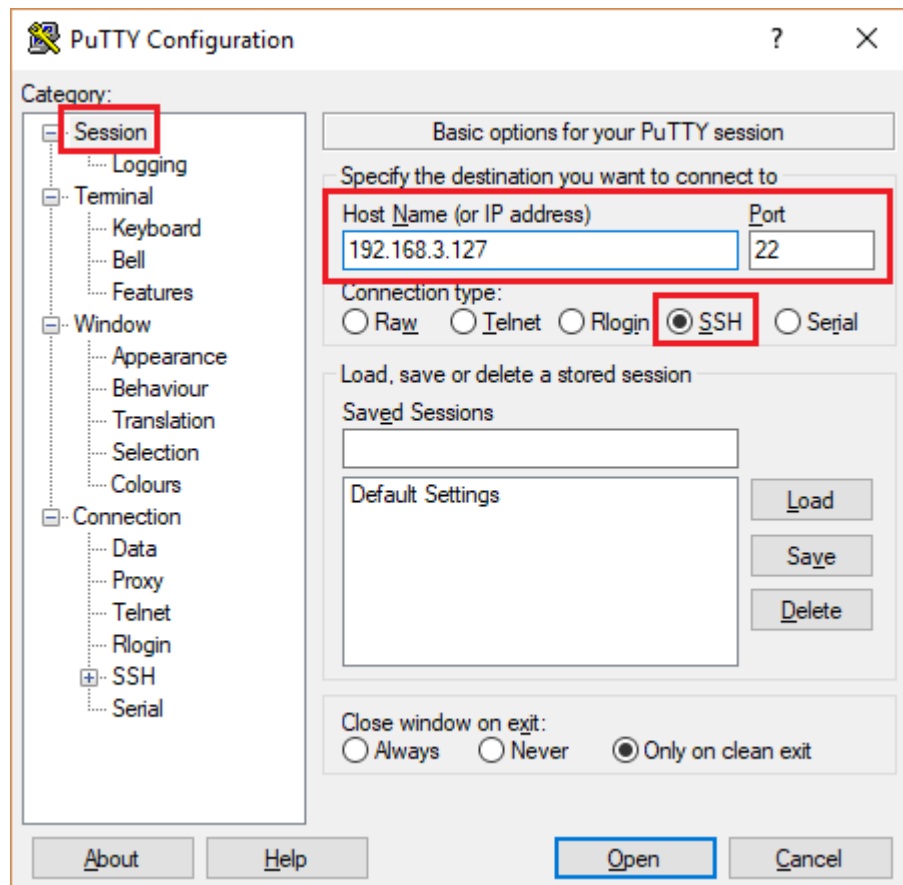 PuTTY Configuration
?
Category:
Session
Logging
Terminal
Keyboard
Bell
Features
Window
Appearance
Behaviour
Translation
Selection
Colours
Connection
Data
Proxy
Telnet
Rlogin
SSH
Serial
Basic options for your PuTTY session
Specify the destination you want to connect to
Host Name (or IP address) Port
192.168.3.127 22
Connection type:
Raw Telnet Rlogin SSH Serial
Load, save or delete a stored session
Saved Sessions
Default Settings
Load
Save
Delete
Close window on exit:
Always Never Only on clean exit
About Help Open Cancel